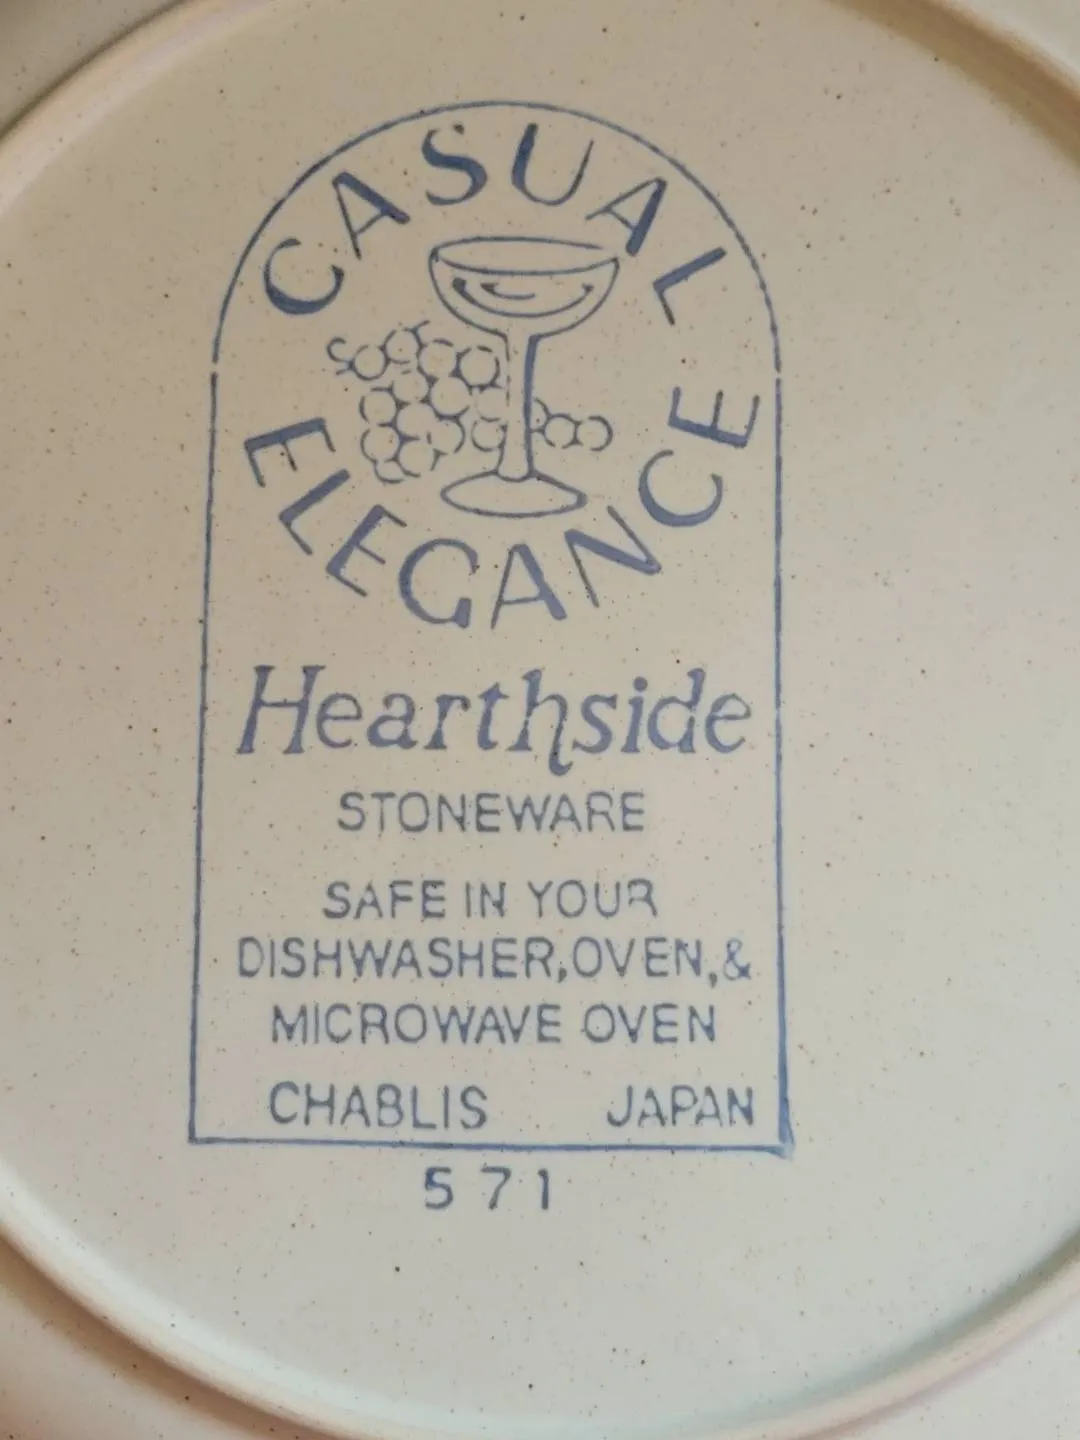 CASUAL
ELEGANCE
Hearthside
STONEWARE
SAFE IN YOUR
DISHWASHER, OVEN, &
MICROWAVE OVEN
CHABLIS JAPAN
571